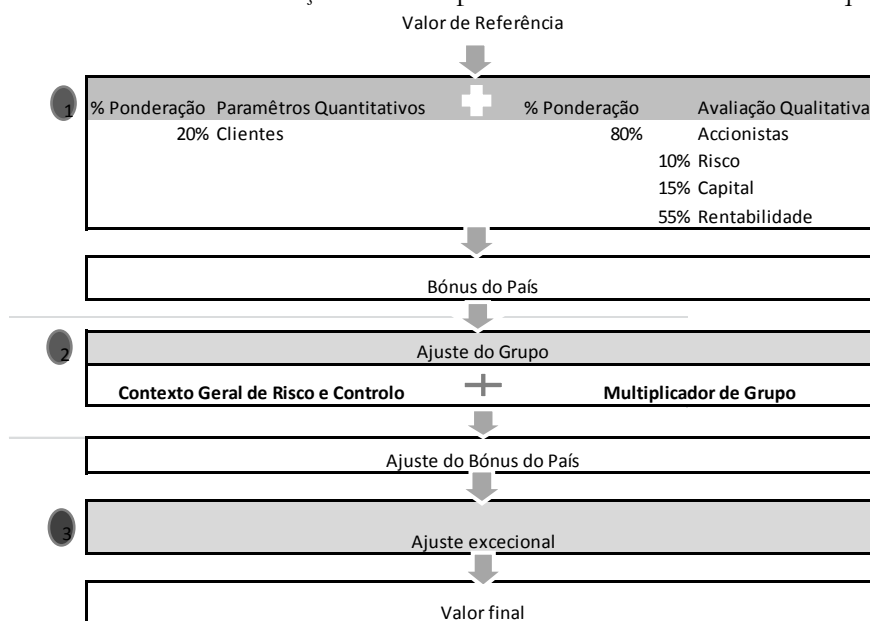 Valor de Referência
1
% Ponderação Paramêtros Quantitativos % Ponderação Avaliação Qualitativa
20% Clientes 80% Accionistas
10% Risco
15% Capital
55% Rentabilidade
Bónus do País
2
Ajuste do Grupo
Contexto Geral de Risco e Controlo + Multiplicador de Grupo
Ajuste do Bónus do País
3
Ajuste excecional
Valor final